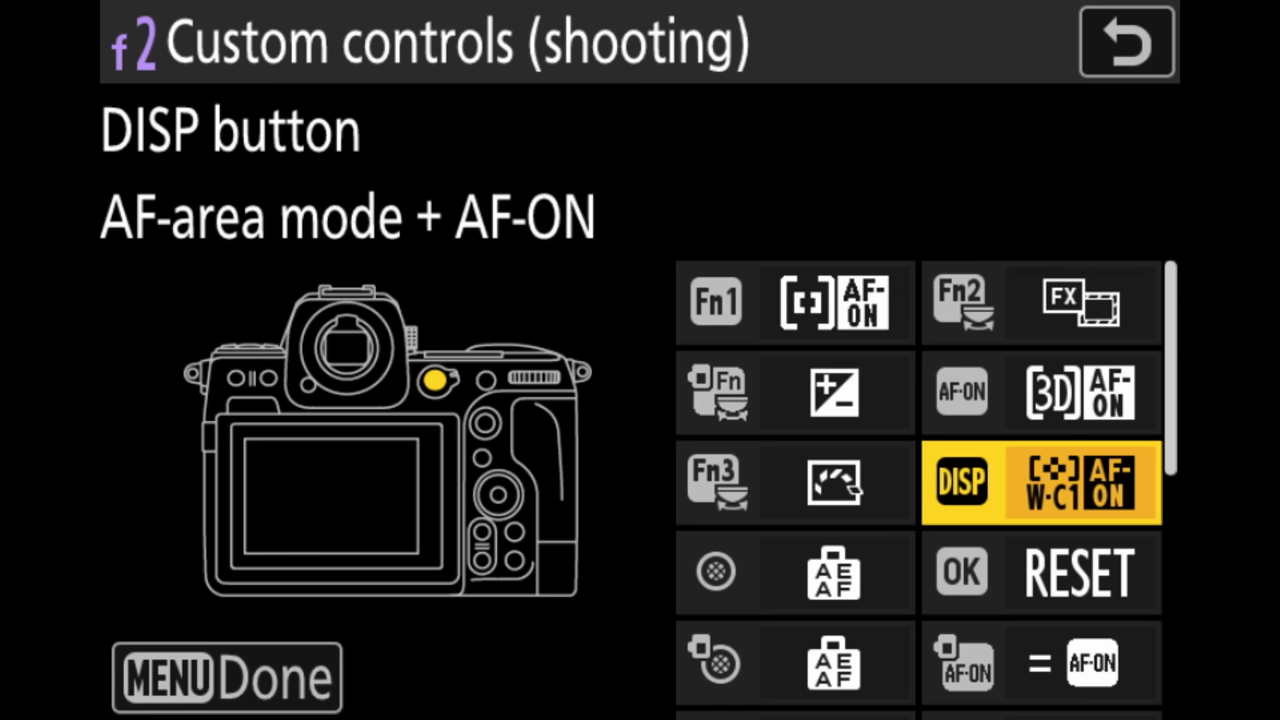 f2 Custom controls (shooting)
DISP button
AF-area mode + AF-ON
Fn1 [+] AF-ON
Fn2 FX
Fn
AF-ON [3D] AF-ON
Fn3
DISP W-C1 AF-ON
AE AF
OK RESET
AE AF
AF-ON = AF-ON
MENU Done